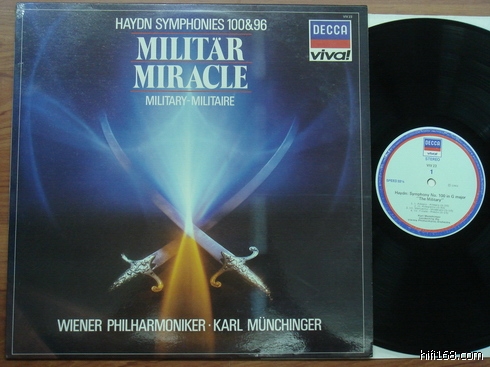 HAYDN SYMPHONIES 100&96
MILITÄR
MIRACLE
MILITARY·MILITAIRE
DECCA
viva!
WIENER PHILHARMONIKER · KARL MÜNCHINGER
DECCA
viva!
STEREO
1
Haydn: Symphony No. 100 in G major
"The Military"
hifi168.com